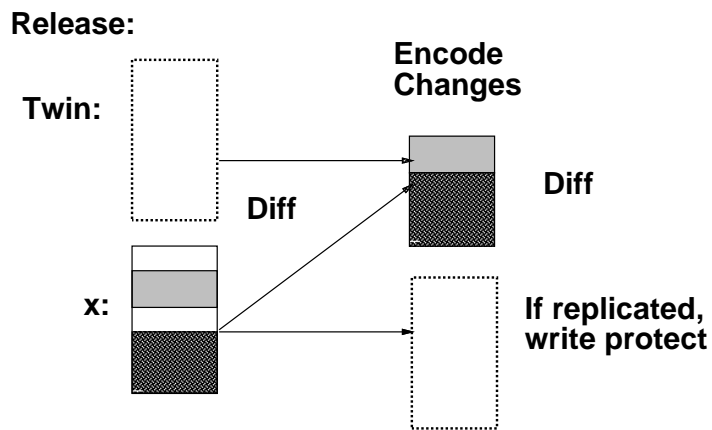 Release:
Encode
Changes
Twin:
Diff
Diff
x:
If replicated,
write protect